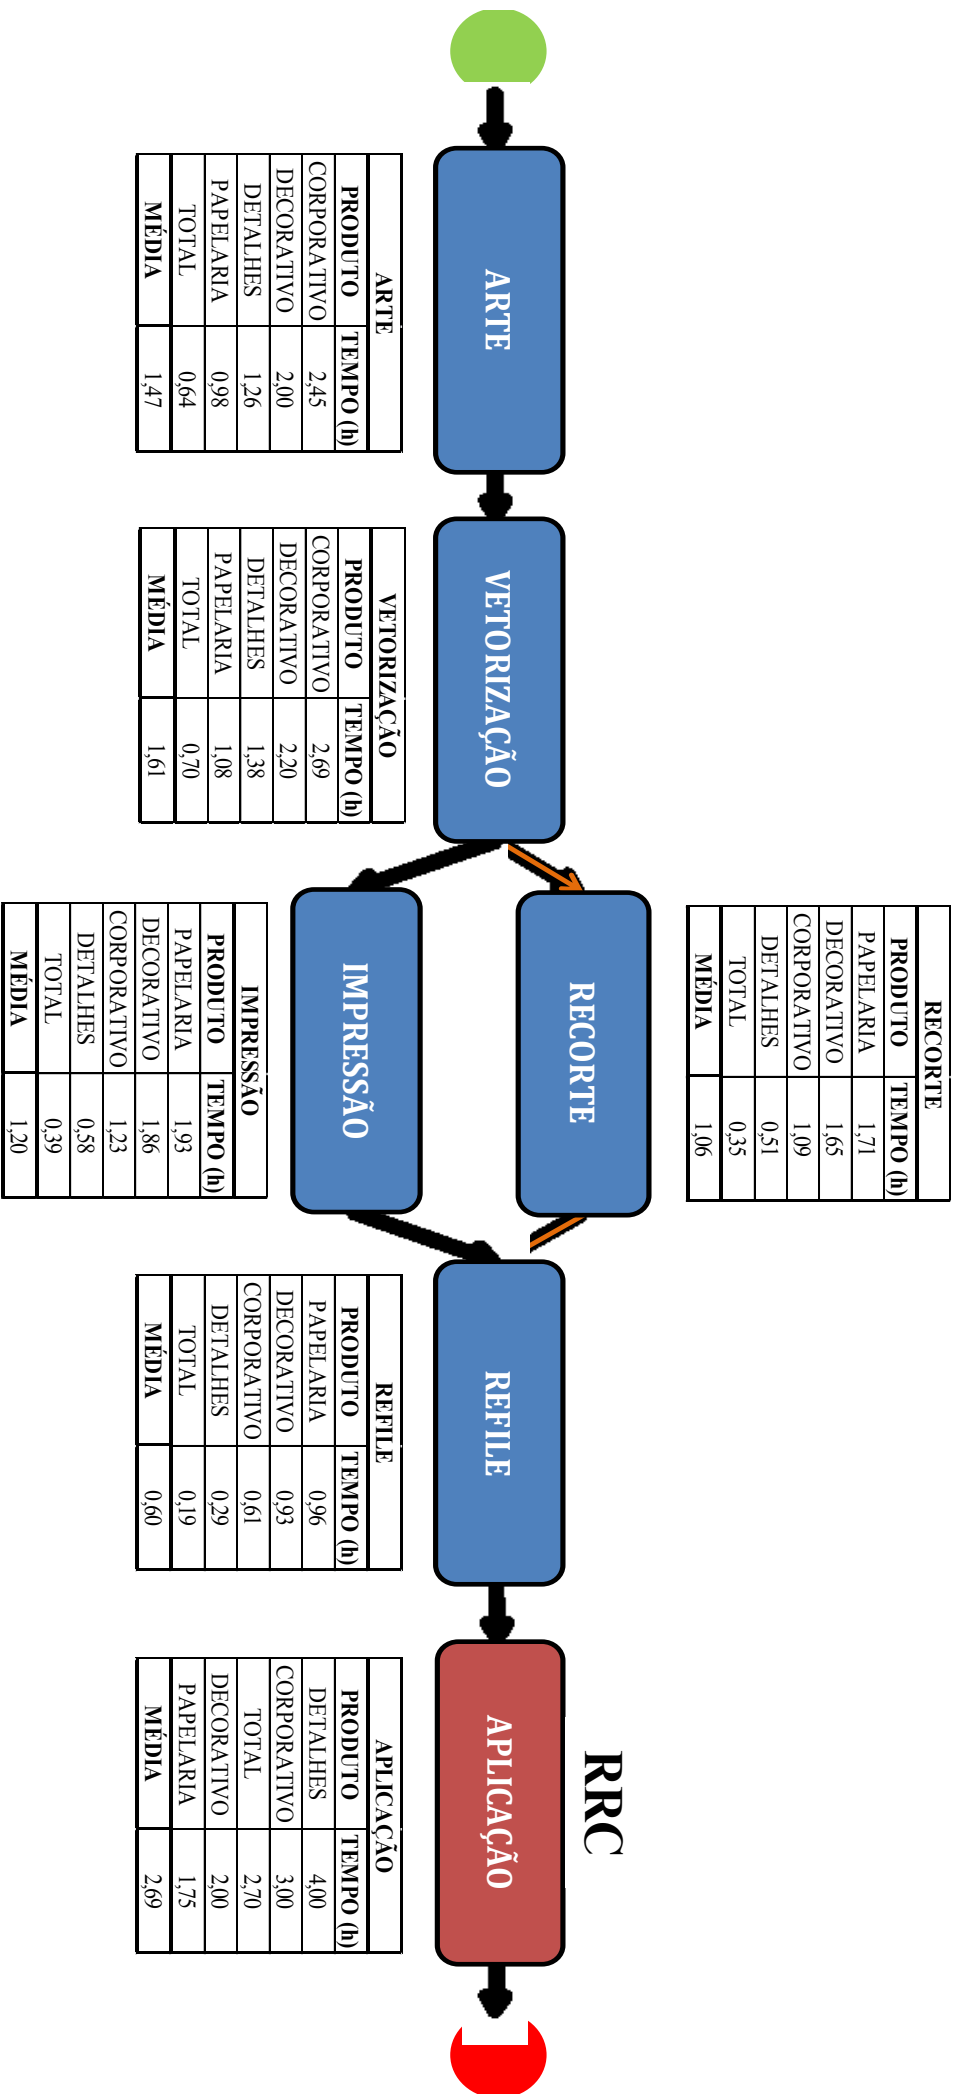 ARTE
ARTE
PRODUTO TEMPO (h)
CORPORATIVO 2,45
DECORATIVO 2,00
DETALHES 1,26
PAPELARIA 0,98
TOTAL 0,64
MÉDIA 1,47
VETORIZAÇÃO
VETORIZAÇÃO
PRODUTO TEMPO (h)
CORPORATIVO 2,69
DECORATIVO 2,20
DETALHES 1,38
PAPELARIA 1,08
TOTAL 0,70
MÉDIA 1,61
RECORTE
PRODUTO TEMPO (h)
PAPELARIA 1,71
DECORATIVO 1,65
CORPORATIVO 1,09
DETALHES 0,51
TOTAL 0,35
MÉDIA 1,06
RECORTE
IMPRESSÃO
IMPRESSÃO
PRODUTO TEMPO (h)
PAPELARIA 1,93
DECORATIVO 1,86
CORPORATIVO 1,23
DETALHES 0,58
TOTAL 0,39
MÉDIA 1,20
REFILE
REFILE
PRODUTO TEMPO (h)
PAPELARIA 0,96
DECORATIVO 0,93
CORPORATIVO 0,61
DETALHES 0,29
TOTAL 0,19
MÉDIA 0,60
RRC
APLICAÇÃO
APLICAÇÃO
PRODUTO TEMPO (h)
DETALHES 4,00
CORPORATIVO 3,00
TOTAL 2,70
DECORATIVO 2,00
PAPELARIA 1,75
MÉDIA 2,69